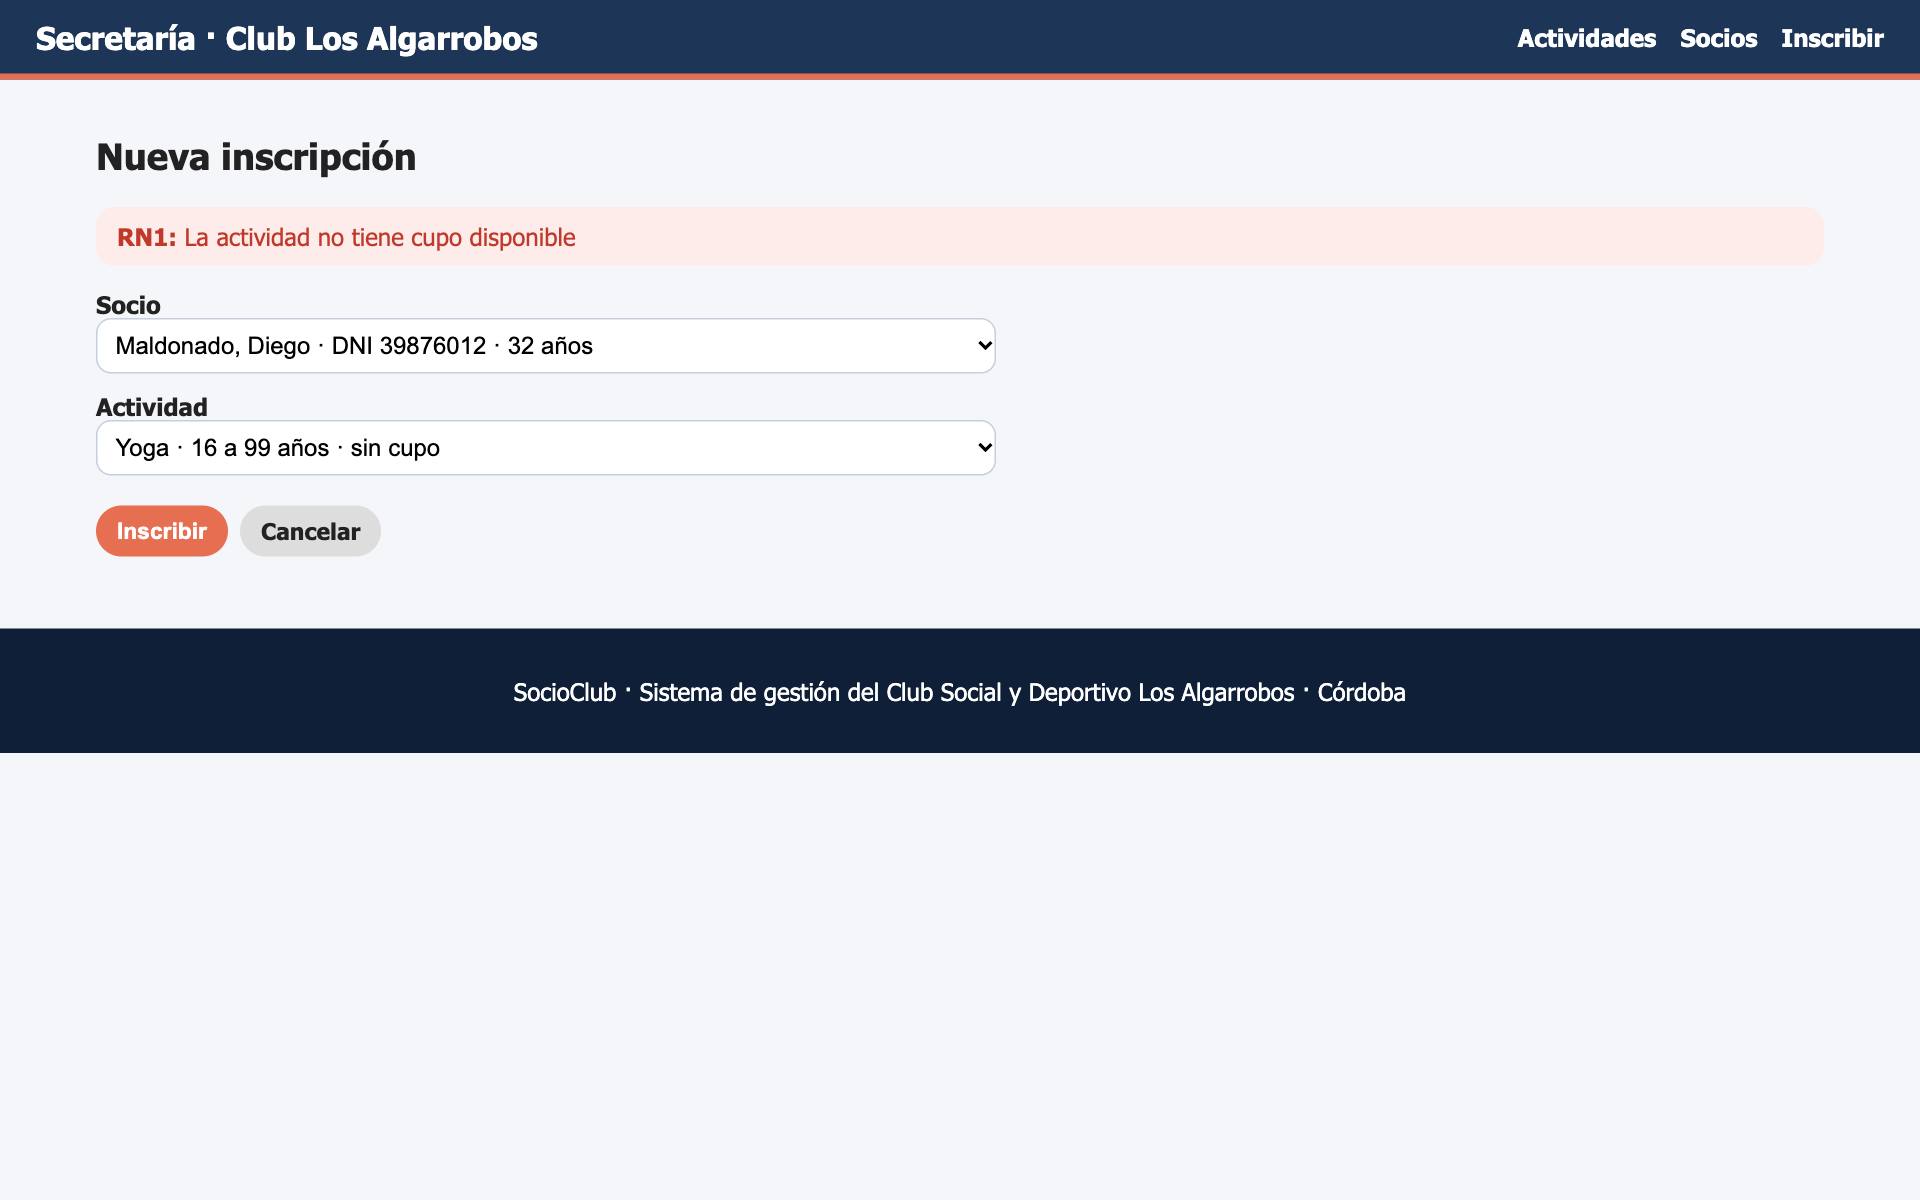 Secretaría · Club Los Algarrobos
Actividades Socios Inscribir
Nueva inscripción
RN1: La actividad no tiene cupo disponible
Socio
Maldonado, Diego · DNI 39876012 · 32 años
Actividad
Yoga · 16 a 99 años · sin cupo
Inscribir Cancelar
SocioClub · Sistema de gestión del Club Social y Deportivo Los Algarrobos · Córdoba